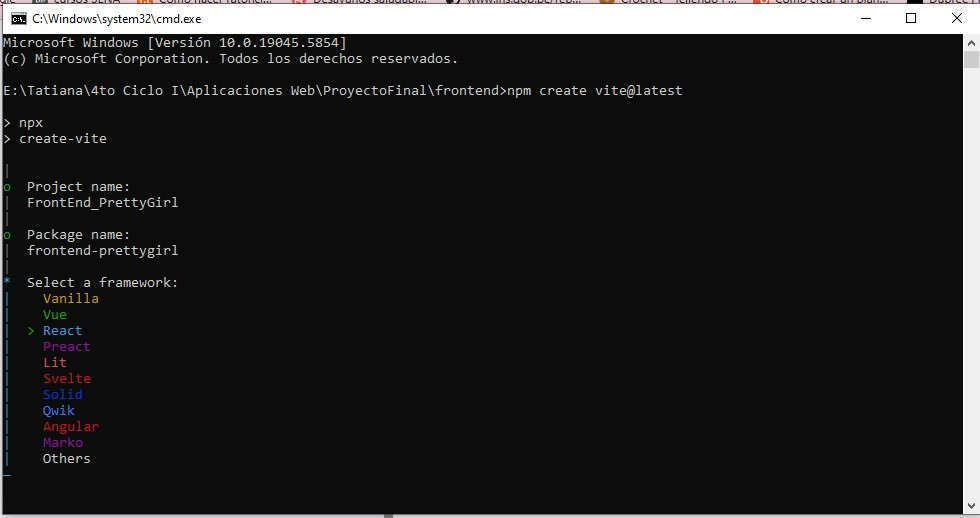 C:\Windows\system32\cmd.exe
Microsoft Windows [Versión 10.0.19045.5854]
(c) Microsoft Corporation. Todos los derechos reservados.
E:\Tatiana\4to Ciclo I\Aplicaciones Web\ProyectoFinal\frontend>npm create vite@latest
> npx
> create-vite
o Project name:
FrontEnd_PrettyGirl
o Package name:
frontend-prettygirl
* Select a framework:
Vanilla
Vue
> React
Preact
Lit
Svelte
Solid
Qwik
Angular
Marko
Others